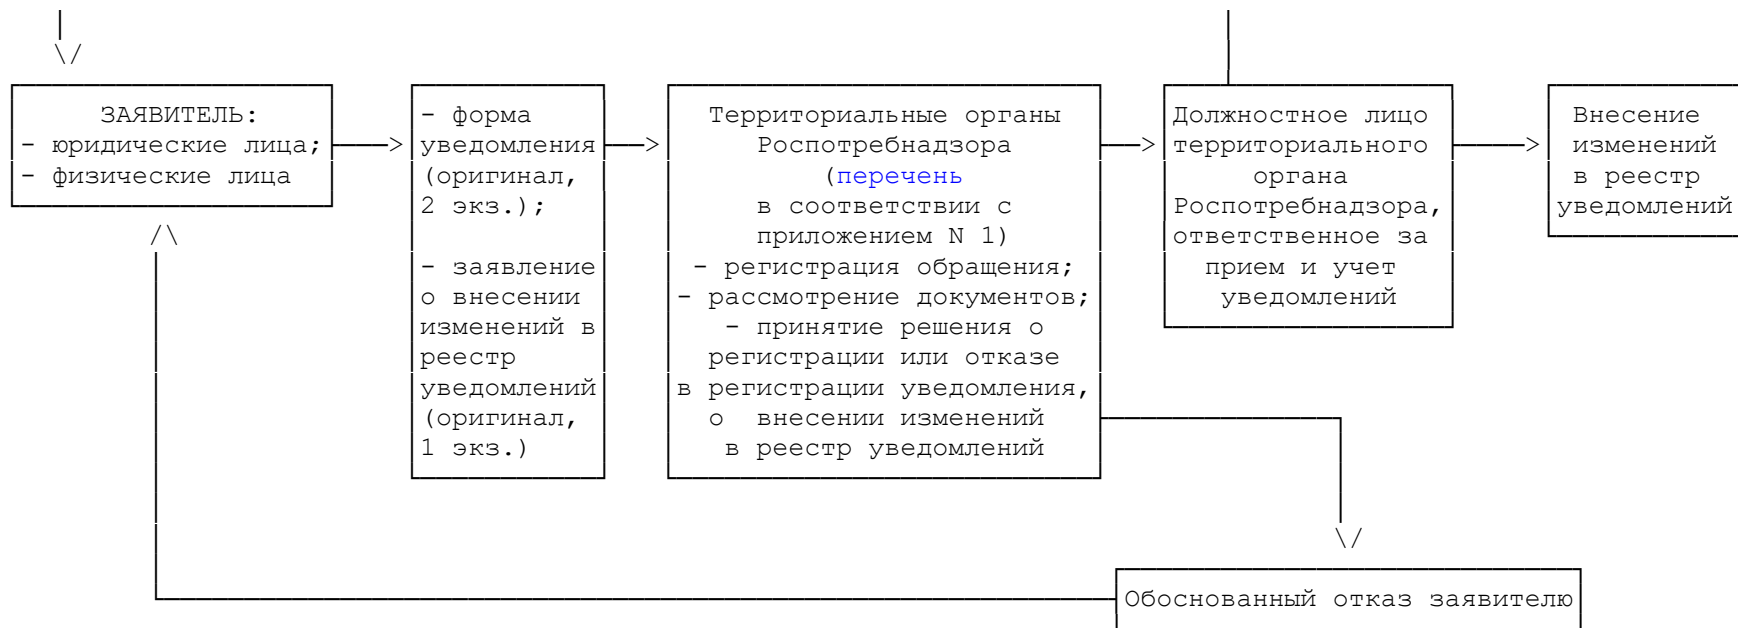 ЗАЯВИТЕЛЬ:
- юридические лица;
- физические лица
- форма
уведомления
(оригинал,
2 экз.);
- заявление
о внесении
изменений в
реестр
уведомлений
(оригинал,
1 экз.)
Территориальные органы
Роспотребнадзора
(перечень
в соответствии с
приложением N 1)
- регистрация обращения;
- рассмотрение документов;
- принятие решения о
регистрации или отказе
в регистрации уведомления,
о внесении изменений
в реестр уведомлений
Должностное лицо
территориального
органа
Роспотребнадзора,
ответственное за
прием и учет
уведомлений
Внесение
изменений
в реестр
уведомлений
Обоснованный отказ заявителю